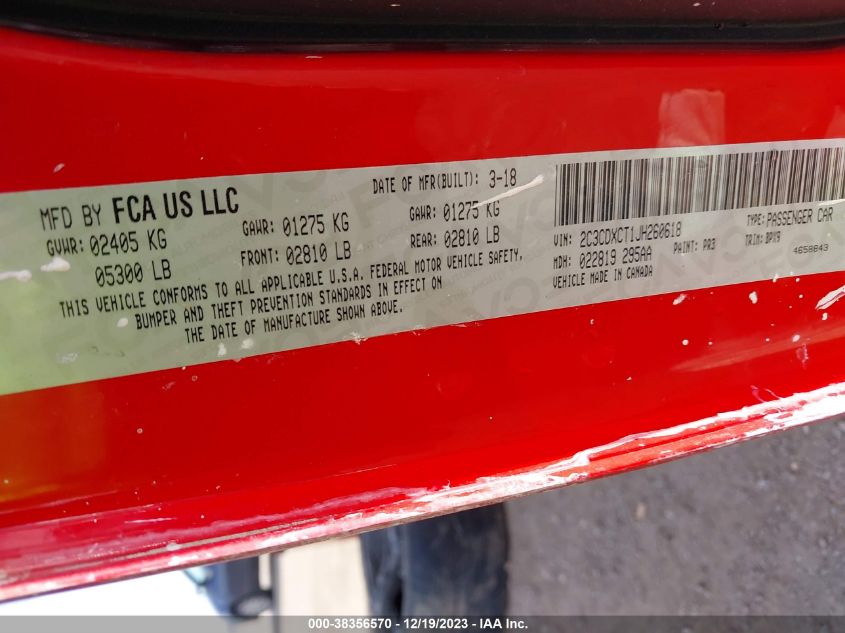 MFD BY FCA US LLC
DATE OF MFR(BUILT): 3-18
GVWR: 02405 KG
GAWR: 01275 KG
GAWR: 01275 KG
05300 LB
FRONT: 02810 LB
REAR: 02810 LB
THIS VEHICLE CONFORMS TO ALL APPLICABLE U.S.A. FEDERAL MOTOR VEHICLE SAFETY,
BUMPER AND THEFT PREVENTION STANDARDS IN EFFECT ON
THE DATE OF MANUFACTURE SHOWN ABOVE.
VIN: 2C3CDXCT1JH260618
TYPE: PASSENGER CAR
MDH: 022819 295AA
PAINT: PR3
TRIM: BPX9
VEHICLE MADE IN CANADA
4658643
000-38356570 - 12/19/2023 - IAA Inc.